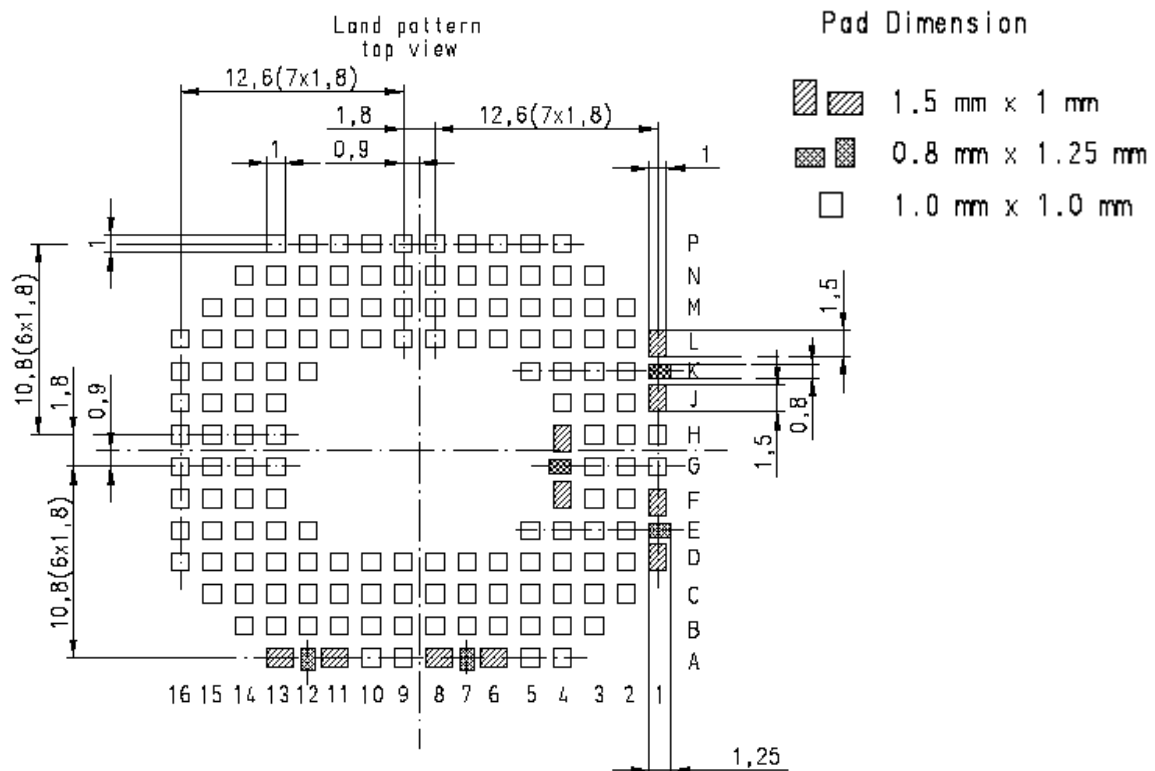 Land pattern
top view
Pad Dimension
12,6(7x1,8)
1,8
12,6(7x1,8)
1
0,9
1
1.5 mm x 1 mm
0.8 mm x 1.25 mm
1.0 mm x 1.0 mm
1
10,8(6x1,8)
1,8
0,9
10,8(6x1,8)
P
N
M
L
K
J
H
G
F
E
D
C
B
A
1,5
0,8
1,5
16 15 14 13 12 11 10 9 8 7 6 5 4 3 2 1
1,25